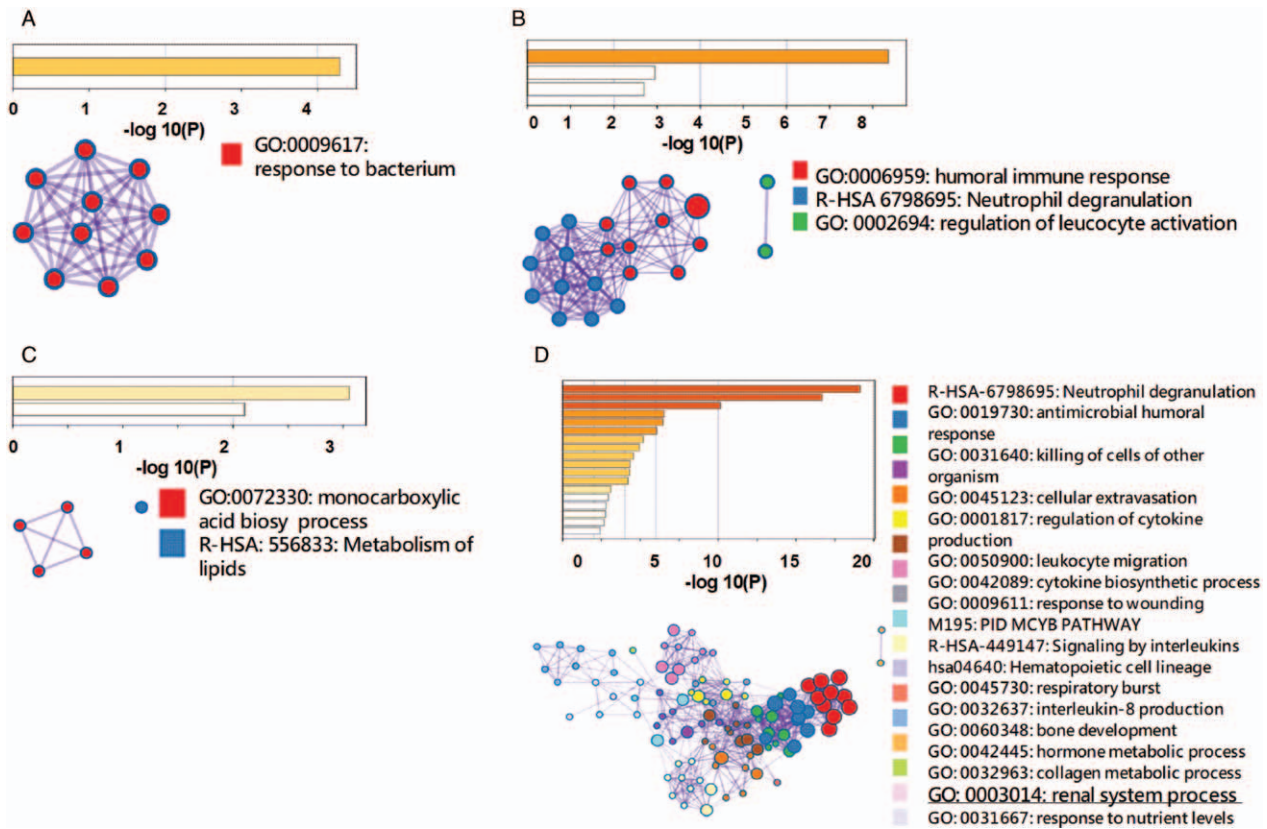 A
0 1 2 3 4
-log 10(P)
GO:0009617:
response to bacterium
B
0 1 2 3 4 5 6 7 8
-log 10(P)
GO:0006959: humoral immune response
R-HSA 6798695: Neutrophil degranulation
GO: 0002694: regulation of leucocyte activation
C
0 1 2 3
-log 10(P)
GO:0072330: monocarboxylic
acid biosy process
R-HSA: 556833: Metabolism of
lipids
D
0 5 10 15 20
-log 10(P)
R-HSA-6798695: Neutrophil degranulation
GO: 0019730: antimicrobial humoral
response
GO:0031640: killing of cells of other
organism
GO:0045123: cellular extravasation
GO:0001817: regulation of cytokine
production
GO:0050900: leukocyte migration
GO:0042089: cytokine biosynthetic process
GO: 0009611: response to wounding
M195: PID MCYB PATHWAY
R-HSA-449147: Signaling by interleukins
hsa04640: Hematopoietic cell lineage
GO:0045730: respiratory burst
GO:0032637: interleukin-8 production
GO:0060348: bone development
GO:0042445: hormone metabolic process
GO:0032963: collagen metabolic process
GO: 0003014: renal system process
GO:0031667: response to nutrient levels